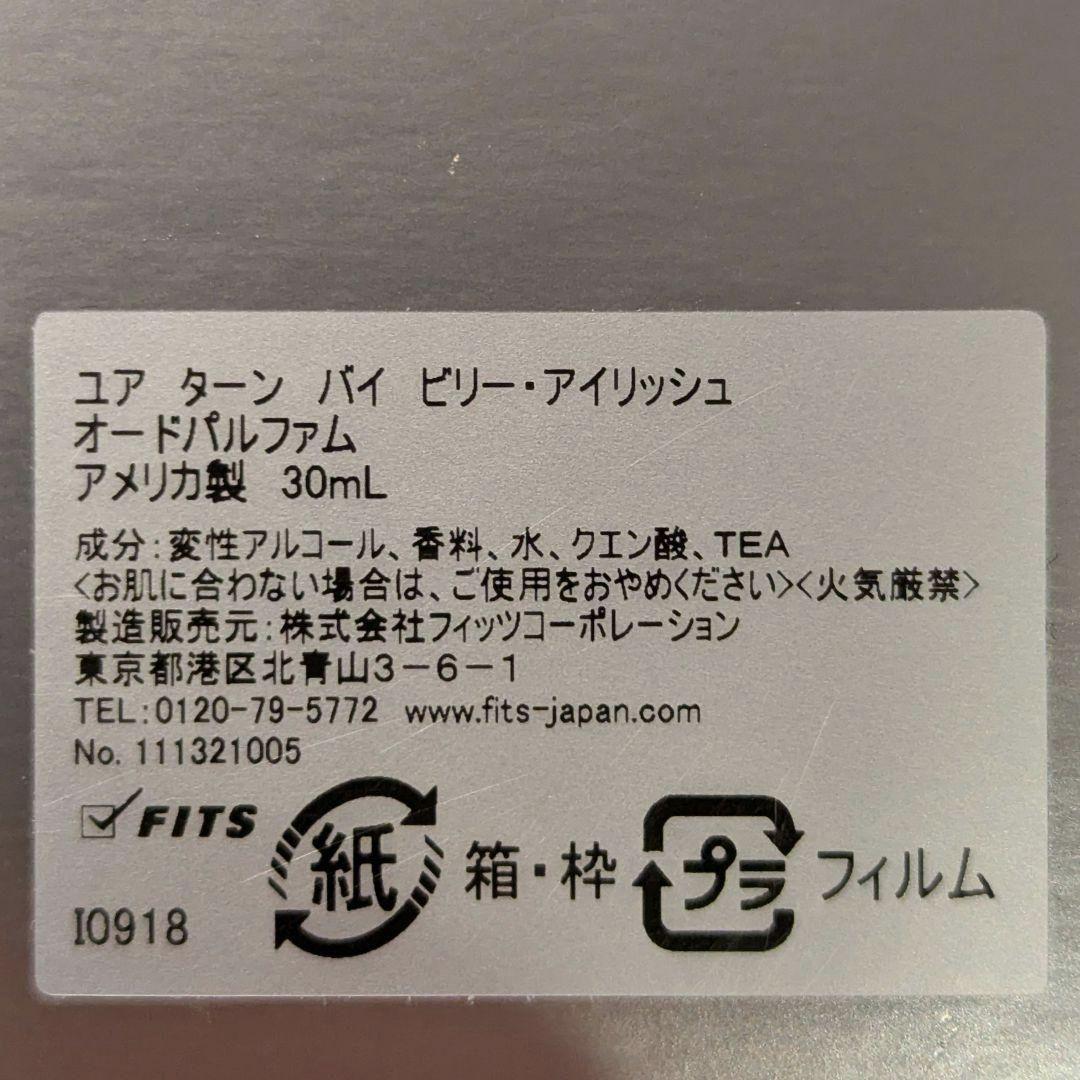 ユア ターン バイ ビリー・アイリッシュ
オードパルファム
アメリカ製 30mL
成分：変性アルコール、香料、水、クエン酸、TEA
<お肌に合わない場合は、ご使用をおやめください><火気厳禁>
製造販売元：株式会社フィッツコーポレーション
東京都港区北青山3－6－1
TEL：0120-79-5772 www.fits-japan.com
No. 111321005
FITS 紙 箱・枠 プラ フィルム
I0918